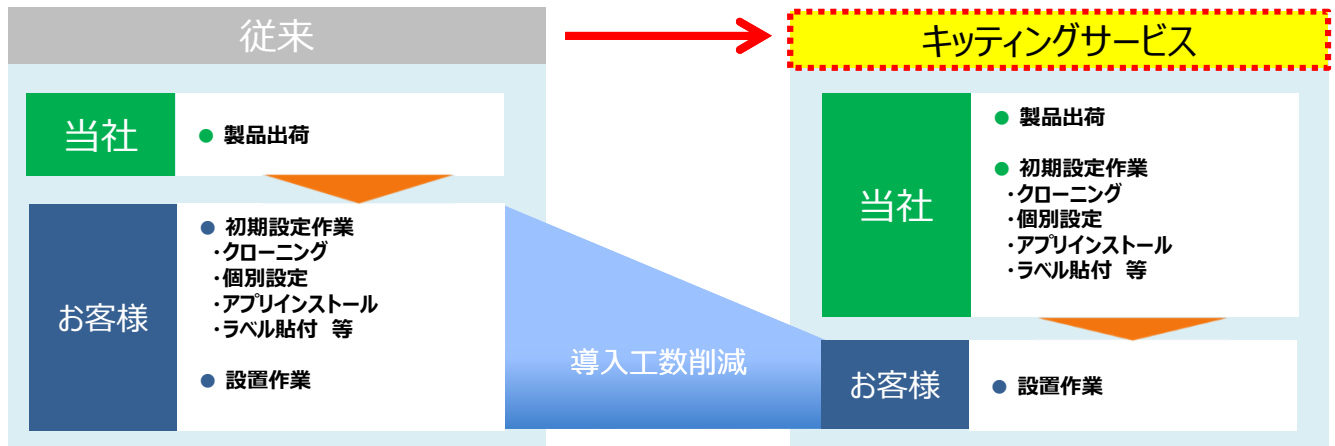 従来
当社
● 製品出荷
お客様
● 初期設定作業
・クローニング
・個別設定
・アプリインストール
・ラベル貼付 等
● 設置作業
導入工数削減
キッティングサービス
当社
● 製品出荷
● 初期設定作業
・クローニング
・個別設定
・アプリインストール
・ラベル貼付 等
お客様
● 設置作業